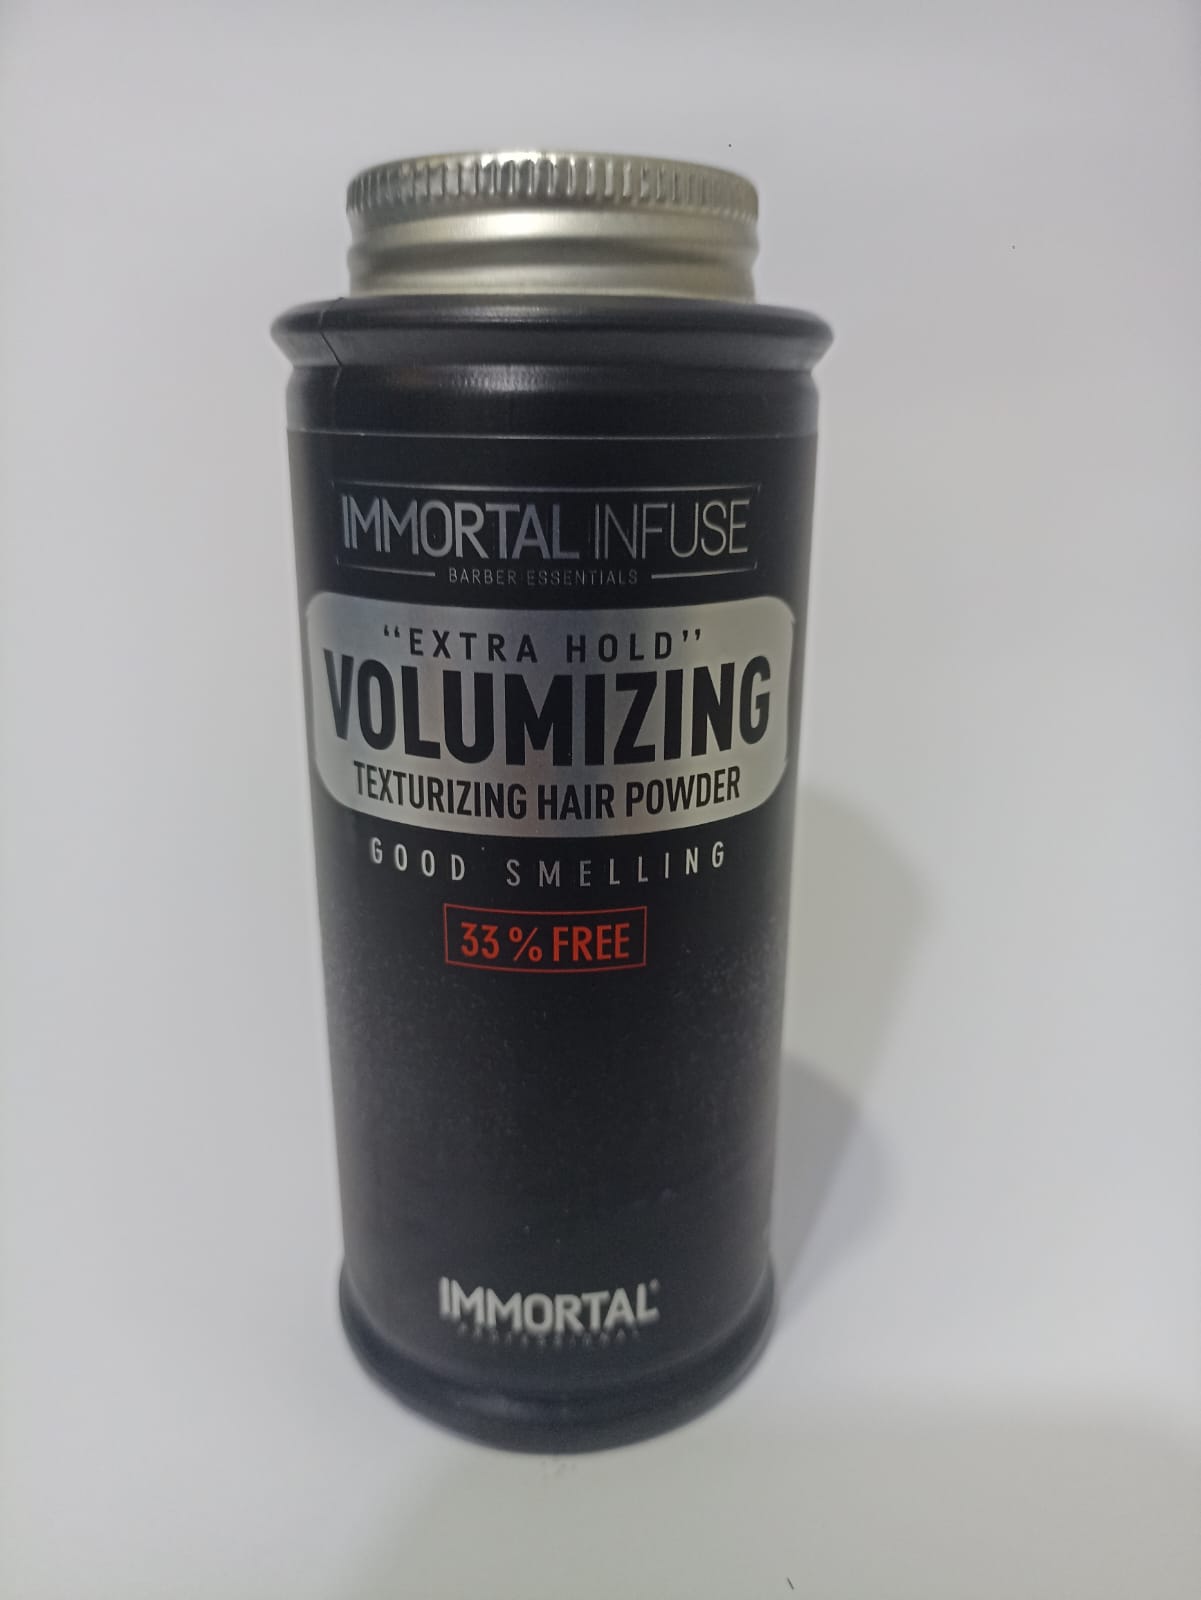 IMMORTAL INFUSE
BARBER ESSENTIALS
“EXTRA HOLD”
VOLUMIZING
TEXTURIZING HAIR POWDER
GOOD SMELLING
33 % FREE
IMMORTAL®